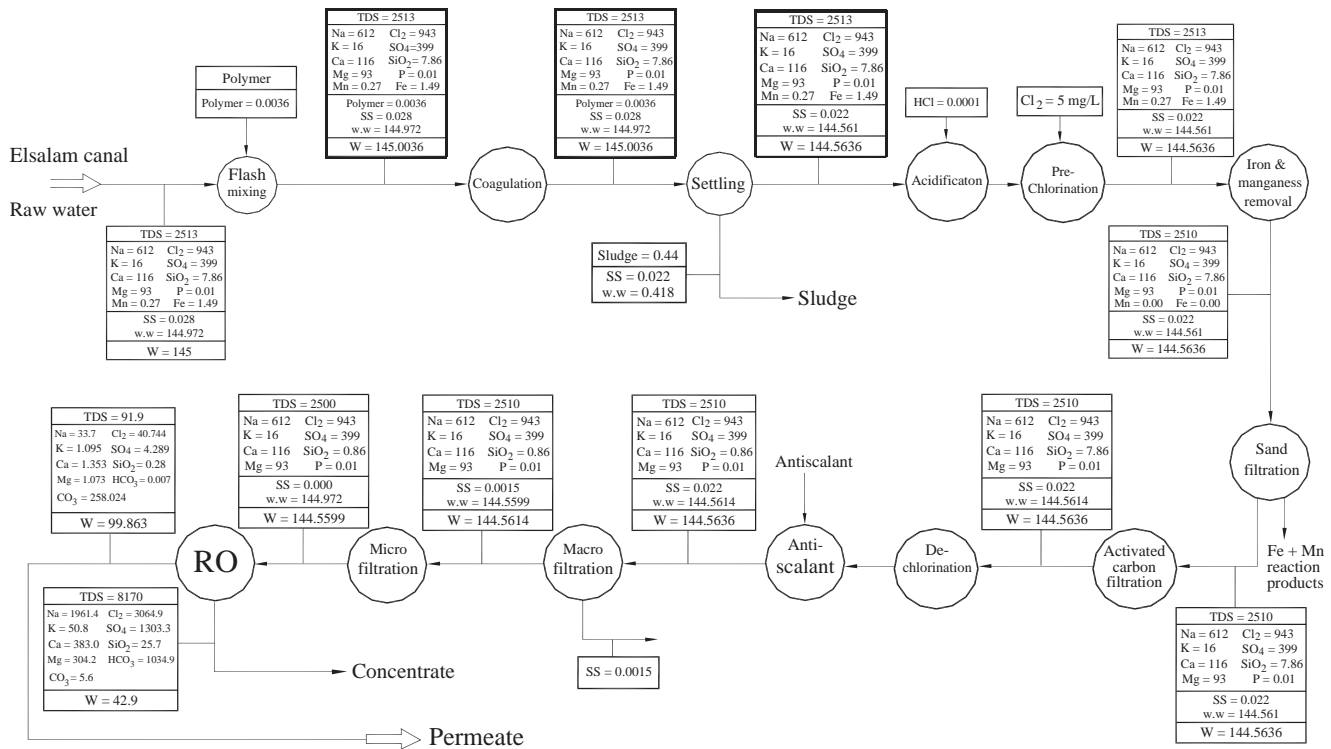 TDS = 2513
Na = 612 Cl2 = 943
K = 16 SO4=399
Ca = 116 SiO2 = 7.86
Mg = 93 P = 0.01
Mn = 0.27 Fe = 1.49
Polymer = 0.0036
SS = 0.028
w.w = 144.972
W = 145.0036
TDS = 2513
Na = 612 Cl2 = 943
K = 16 SO4 = 399
Ca = 116 SiO2 = 7.86
Mg = 93 P = 0.01
Mn = 0.27 Fe = 1.49
Polymer = 0.0036
SS = 0.028
w.w = 144.972
W = 145.0036
TDS = 2513
Na = 612 Cl2 = 943
K = 16 SO4 = 399
Ca = 116 SiO2 = 7.86
Mg = 93 P = 0.01
Mn = 0.27 Fe = 1.49
SS = 0.022
w.w = 144.561
W = 144.5636
TDS = 2513
Na = 612 Cl2 = 943
K = 16 SO4 = 399
Ca = 116 SiO2 = 7.86
Mg = 93 P = 0.01
Mn = 0.27 Fe = 1.49
SS = 0.022
w.w = 144.561
W = 144.5636
Polymer
Polymer = 0.0036
HCl = 0.0001
Cl2 = 5 mg/L
Elsalam canal
Raw water
Flash
mixing
Coagulation
Settling
Acidificaton
Pre-
Chlorination
Iron &
manganess
removal
TDS = 2513
Na = 612 Cl2 = 943
K = 16 SO4 = 399
Ca = 116 SiO2 = 7.86
Mg = 93 P = 0.01
Mn = 0.27 Fe = 1.49
SS = 0.028
w.w = 144.972
W = 145
Sludge = 0.44
SS = 0.022
w.w = 0.418
Sludge
TDS = 2510
Na = 612 Cl2 = 943
K = 16 SO4 = 399
Ca = 116 SiO2 = 7.86
Mg = 93 P = 0.01
Mn = 0.00 Fe = 0.00
SS = 0.022
w.w = 144.561
W = 144.5636
TDS = 91.9
Na = 33.7 Cl2 = 40.744
K = 1.095 SO4 = 4.289
Ca = 1.353 SiO2 = 0.28
Mg = 1.073 HCO3 = 0.007
CO3 = 258.024
W = 99.863
TDS = 2500
Na = 612 Cl2 = 943
K = 16 SO4 = 399
Ca = 116 SiO2 = 0.86
Mg = 93 P = 0.01
SS = 0.000
w.w = 144.972
W = 144.5599
TDS = 2510
Na = 612 Cl2 = 943
K = 16 SO4 = 399
Ca = 116 SiO2 = 0.86
Mg = 93 P = 0.01
SS = 0.0015
w.w = 144.5599
W = 144.5614
TDS = 2510
Na = 612 Cl2 = 943
K = 16 SO4 = 399
Ca = 116 SiO2 = 0.86
Mg = 93 P = 0.01
SS = 0.022
w.w = 144.5614
W = 144.5636
Antiscalant
TDS = 2510
Na = 612 Cl2 = 943
K = 16 SO4 = 399
Ca = 116 SiO2 = 7.86
Mg = 93 P = 0.01
SS = 0.022
w.w = 144.5614
W = 144.5636
Sand
filtration
RO
Micro
filtration
Macro
filtration
Anti-
scalant
De-
chlorination
Activated
carbon
filtration
Fe + Mn
reaction
products
TDS = 8170
Na = 1961.4 Cl2 = 3064.9
K = 50.8 SO4 = 1303.3
Ca = 383.0 SiO2 = 25.7
Mg = 304.2 HCO3 = 1034.9
CO3 = 5.6
W = 42.9
Concentrate
SS = 0.0015
TDS = 2510
Na = 612 Cl2 = 943
K = 16 SO4 = 399
Ca = 116 SiO2 = 7.86
Mg = 93 P = 0.01
SS = 0.022
w.w = 144.561
W = 144.5636
Permeate